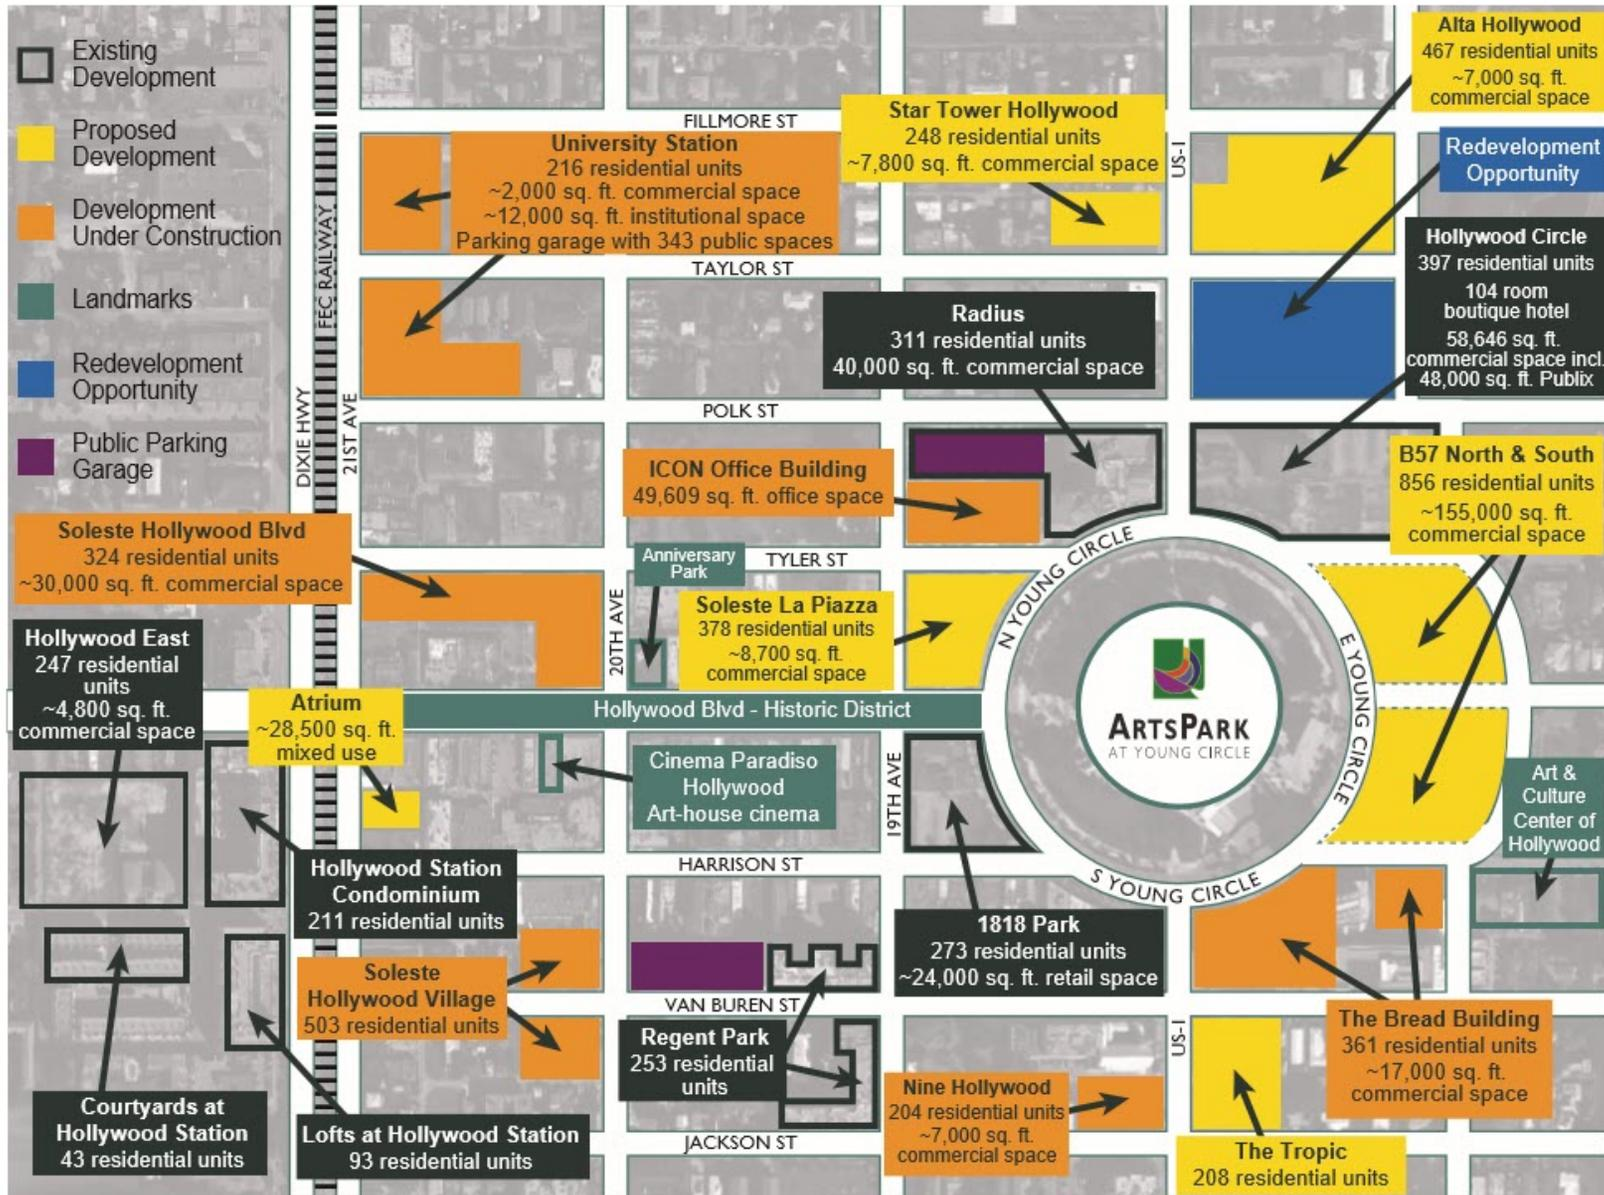 Existing
Development
Proposed
Development
Development
Under Construction
Landmarks
Redevelopment
Opportunity
Public Parking
Garage
FEC RAILWAY
DIXIE HWY
21ST AVE
FILLMORE ST
University Station
216 residential units
~2,000 sq. ft. commercial space
~12,000 sq. ft. institutional space
Parking garage with 343 public spaces
Star Tower Hollywood
248 residential units
~7,800 sq. ft. commercial space
US-1
Alta Hollywood
467 residential units
~7,000 sq. ft.
commercial space
Redevelopment
Opportunity
TAYLOR ST
Radius
311 residential units
40,000 sq. ft. commercial space
Hollywood Circle
397 residential units
104 room
boutique hotel
58,646 sq. ft.
commercial space incl.
48,000 sq. ft. Publix
POLK ST
ICON Office Building
49,609 sq. ft. office space
B57 North & South
856 residential units
~155,000 sq. ft.
commercial space
Soleste Hollywood Blvd
324 residential units
~30,000 sq. ft. commercial space
Anniversary
Park
TYLER ST
20TH AVE
Soleste La Piazza
378 residential units
~8,700 sq. ft.
commercial space
N YOUNG CIRCLE
E YOUNG CIRCLE
Hollywood East
247 residential
units
~4,800 sq. ft.
commercial space
Atrium
~28,500 sq. ft.
mixed use
Hollywood Blvd - Historic District
ARTSPARK
AT YOUNG CIRCLE
Cinema Paradiso
Hollywood
Art-house cinema
19TH AVE
Art &
Culture
Center of
Hollywood
HARRISON ST
S YOUNG CIRCLE
Hollywood Station
Condominium
211 residential units
1818 Park
273 residential units
~24,000 sq. ft. retail space
Soleste
Hollywood Village
503 residential units
VAN BUREN ST
Regent Park
253 residential
units
US-1
The Bread Building
361 residential units
~17,000 sq. ft.
commercial space
Nine Hollywood
204 residential units
~7,000 sq. ft.
commercial space
Courtyards at
Hollywood Station
43 residential units
Lofts at Hollywood Station
93 residential units
JACKSON ST
The Tropic
208 residential units